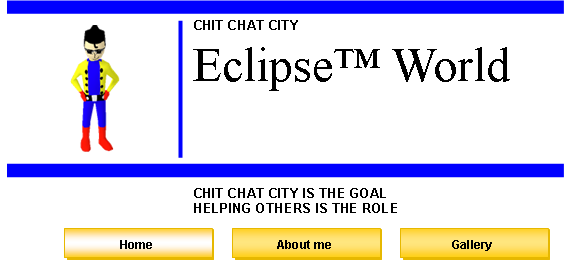 CHIT CHAT CITY
Eclipse™ World
CHIT CHAT CITY IS THE GOAL
HELPING OTHERS IS THE ROLE
Home
About me
Gallery